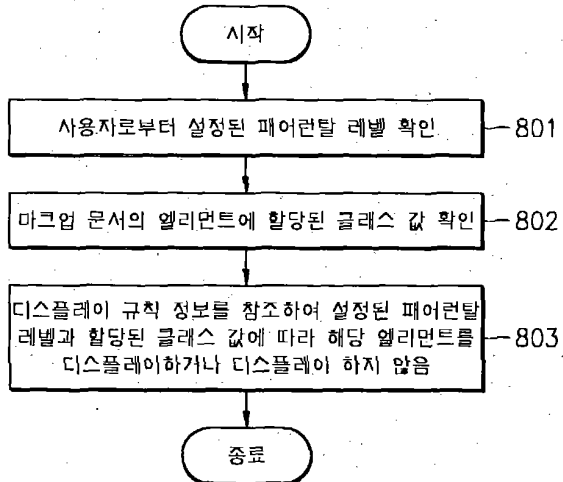 시작
사용자로부터 설정된 패어런탈 레벨 확인
801
마크업 문서의 엘리먼트에 할당된 클래스 값 확인
802
디스플레이 규칙 정보를 참조하여 설정된 패어런탈
레벨과 할당된 클래스 값에 따라 해당 엘리먼트를
디스플레이하거나 디스플레이 하지 않음
803
종료